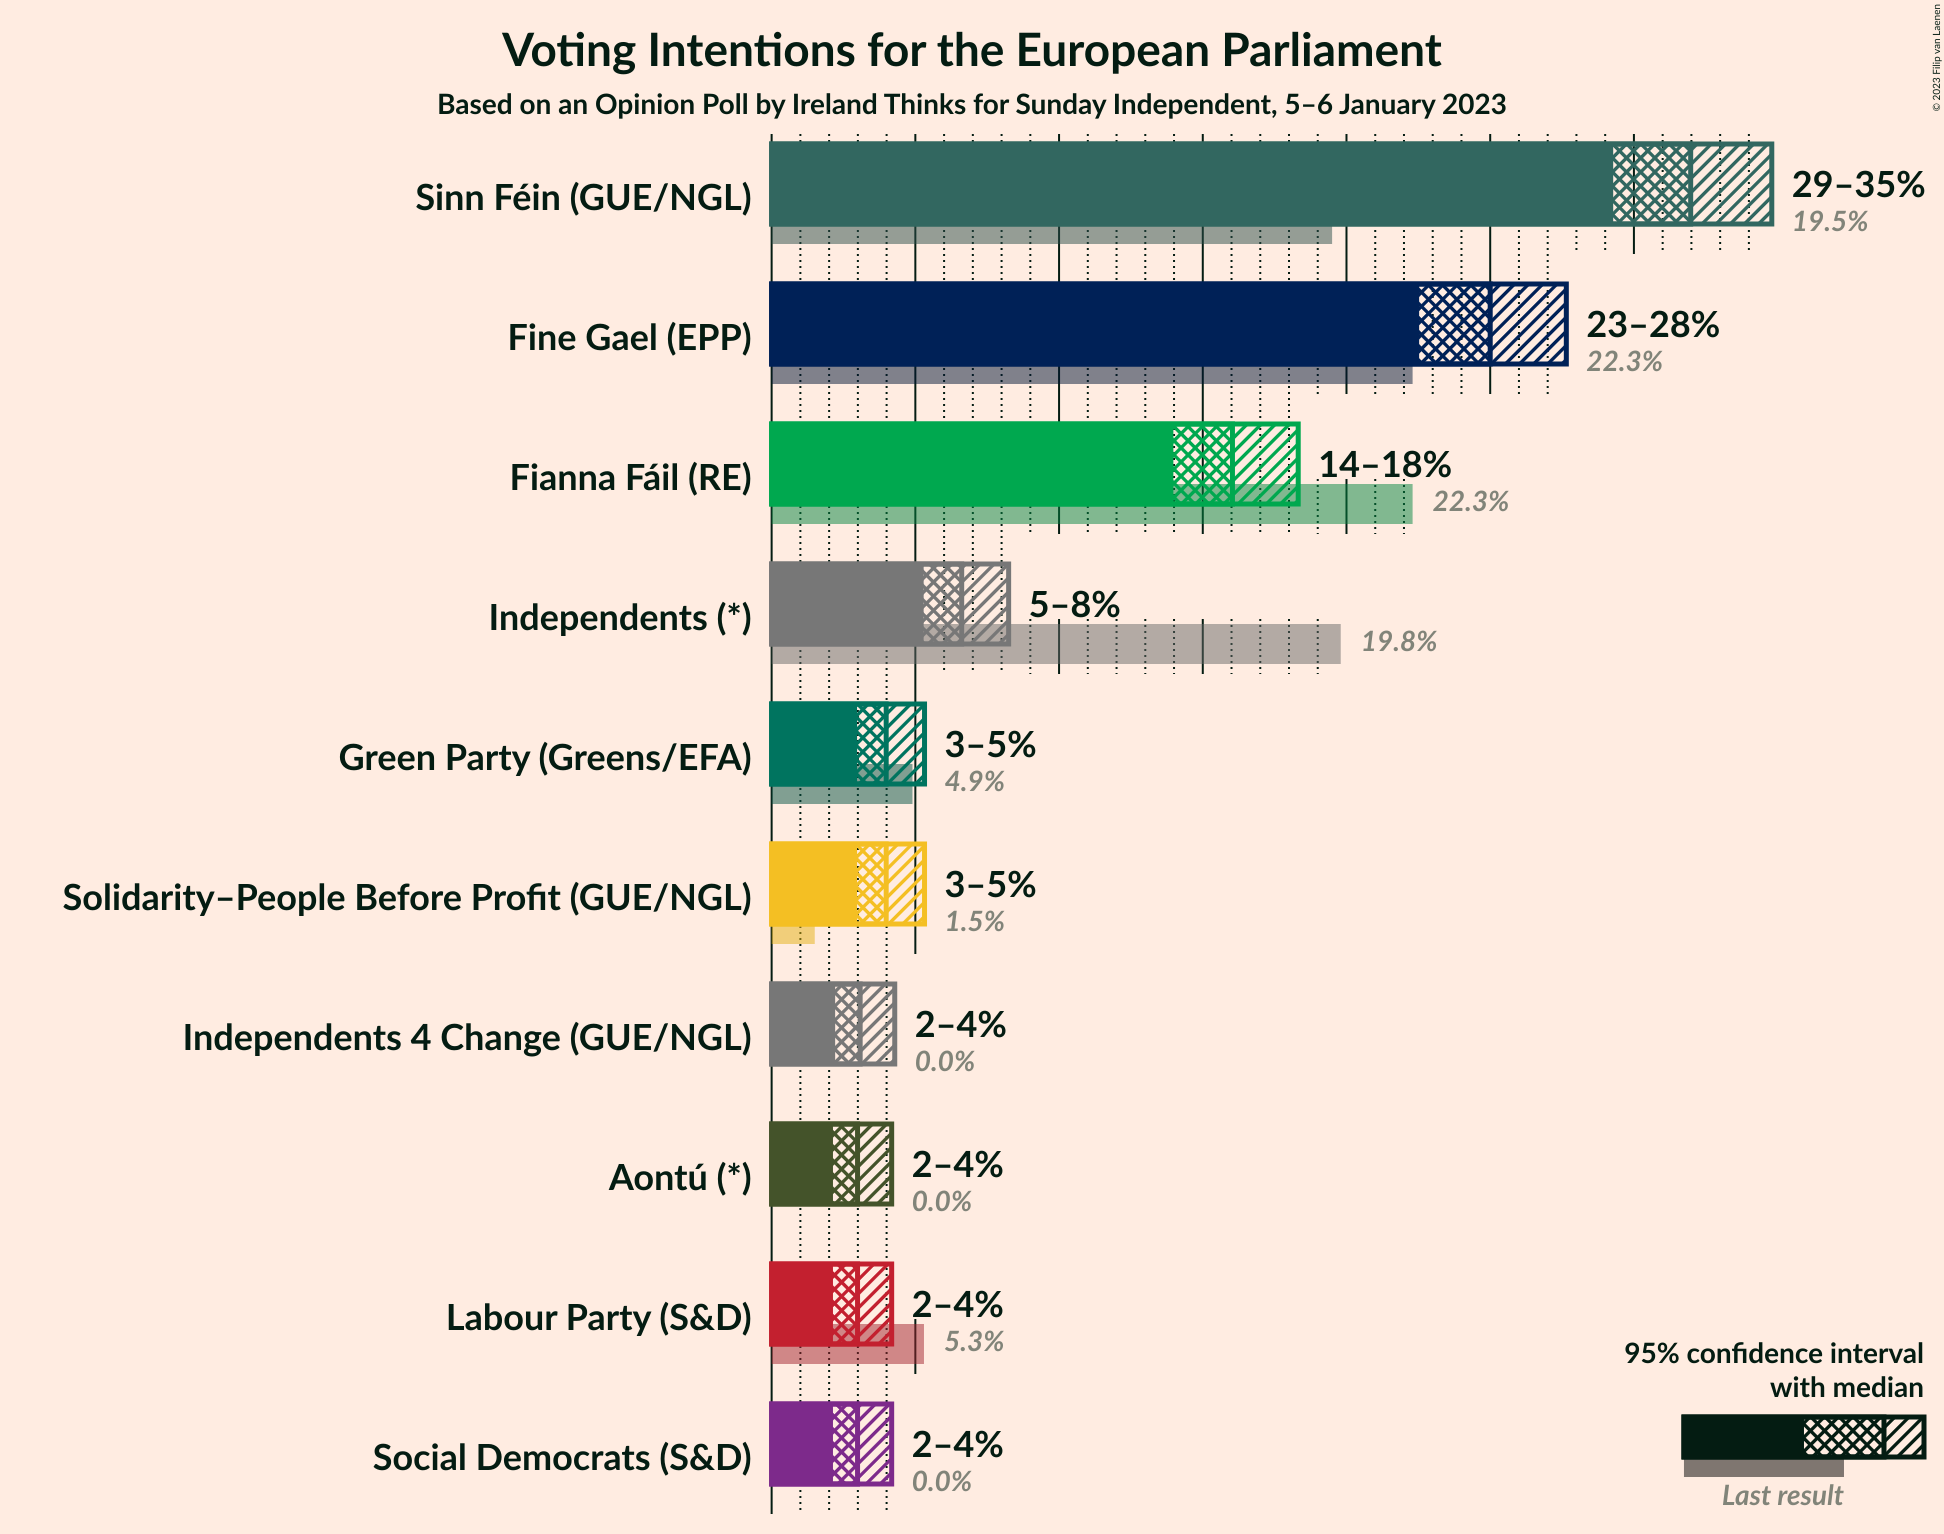 Voting Intentions for the European Parliament
Based on an Opinion Poll by Ireland Thinks for Sunday Independent, 5–6 January 2023
© 2023 Filip van Laenen
Sinn Féin (GUE/NGL)
29–35%
19.5%
Fine Gael (EPP)
23–28%
22.3%
Fianna Fáil (RE)
14–18%
22.3%
Independents (*)
5–8%
19.8%
Green Party (Greens/EFA)
3–5%
4.9%
Solidarity–People Before Profit (GUE/NGL)
3–5%
1.5%
Independents 4 Change (GUE/NGL)
2–4%
0.0%
Aontú (*)
2–4%
0.0%
Labour Party (S&D)
2–4%
5.3%
Social Democrats (S&D)
2–4%
0.0%
95% confidence interval
with median
Last result